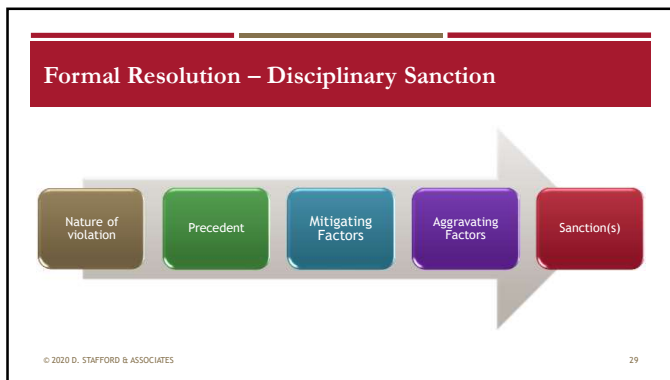 Formal Resolution – Disciplinary Sanction
Nature of
violation
Precedent
Mitigating
Factors
Aggravating
Factors
Sanction(s)
© 2020 D. STAFFORD & ASSOCIATES
29